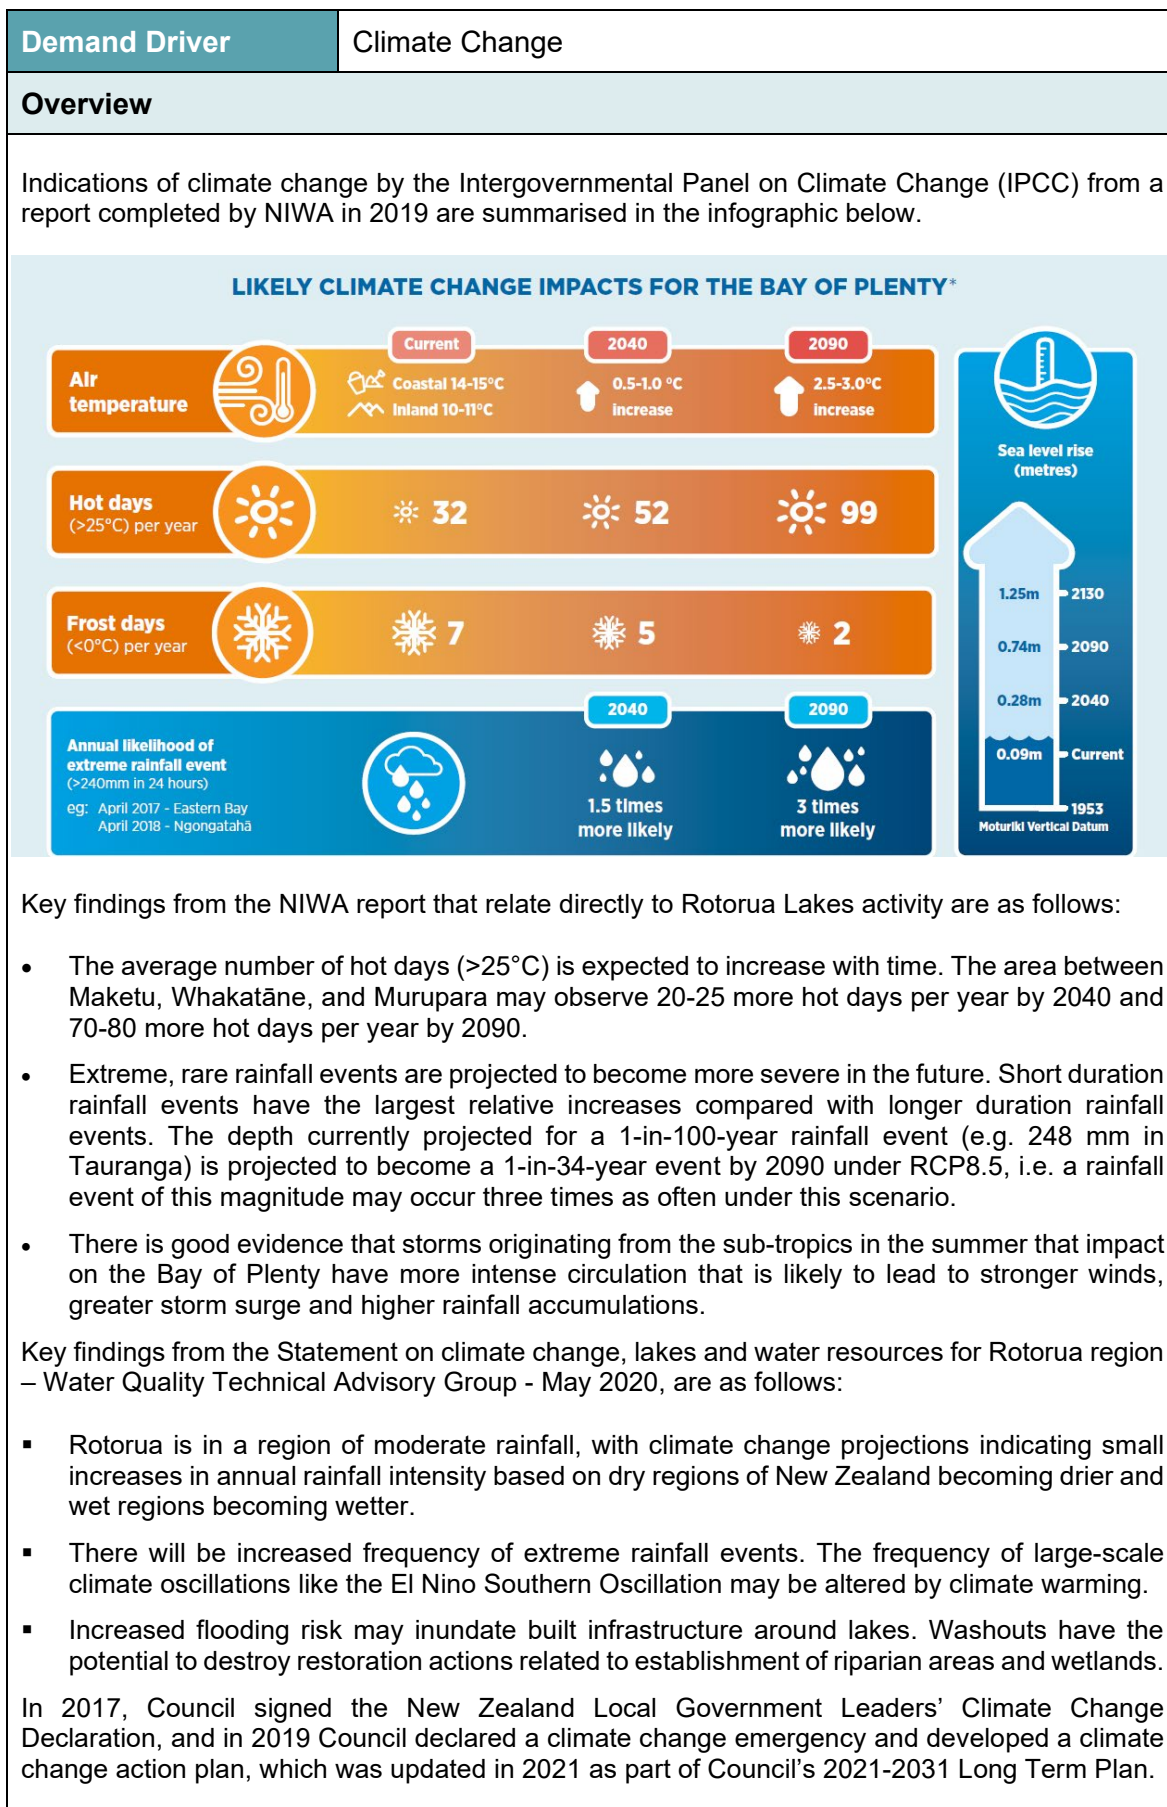 Demand Driver
Climate Change
Overview
Indications of climate change by the Intergovernmental Panel on Climate Change (IPCC) from a
report completed by NIWA in 2019 are summarised in the infographic below.
LIKELY CLIMATE CHANGE IMPACTS FOR THE BAY OF PLENTY*
Current
2040
2090
Air
temperature
Coastal 14-15°C
Inland 10-11°C
0.5-1.0 °C
increase
2.5-3.0°C
increase
Hot days
(>25°C) per year
32
52
99
Frost days
(<0°C) per year
7
5
2
2040
2090
Annual likelihood of
extreme rainfall event
(>240mm in 24 hours)
eg: April 2017 - Eastern Bay
April 2018 - Ngongatahā
1.5 times
more likely
3 times
more likely
Sea level rise
(metres)
1.25m 2130
0.74m 2090
0.28m 2040
0.09m Current
1953
Moturiki Vertical Datum
Key findings from the NIWA report that relate directly to Rotorua Lakes activity are as follows:
• The average number of hot days (>25°C) is expected to increase with time. The area between
Maketu, Whakatāne, and Murupara may observe 20-25 more hot days per year by 2040 and
70-80 more hot days per year by 2090.
• Extreme, rare rainfall events are projected to become more severe in the future. Short duration
rainfall events have the largest relative increases compared with longer duration rainfall
events. The depth currently projected for a 1-in-100-year rainfall event (e.g. 248 mm in
Tauranga) is projected to become a 1-in-34-year event by 2090 under RCP8.5, i.e. a rainfall
event of this magnitude may occur three times as often under this scenario.
• There is good evidence that storms originating from the sub-tropics in the summer that impact
on the Bay of Plenty have more intense circulation that is likely to lead to stronger winds,
greater storm surge and higher rainfall accumulations.
Key findings from the Statement on climate change, lakes and water resources for Rotorua region
– Water Quality Technical Advisory Group - May 2020, are as follows:
▪ Rotorua is in a region of moderate rainfall, with climate change projections indicating small
increases in annual rainfall intensity based on dry regions of New Zealand becoming drier and
wet regions becoming wetter.
▪ There will be increased frequency of extreme rainfall events. The frequency of large-scale
climate oscillations like the El Nino Southern Oscillation may be altered by climate warming.
▪ Increased flooding risk may inundate built infrastructure around lakes. Washouts have the
potential to destroy restoration actions related to establishment of riparian areas and wetlands.
In 2017, Council signed the New Zealand Local Government Leaders’ Climate Change
Declaration, and in 2019 Council declared a climate change emergency and developed a climate
change action plan, which was updated in 2021 as part of Council’s 2021-2031 Long Term Plan.